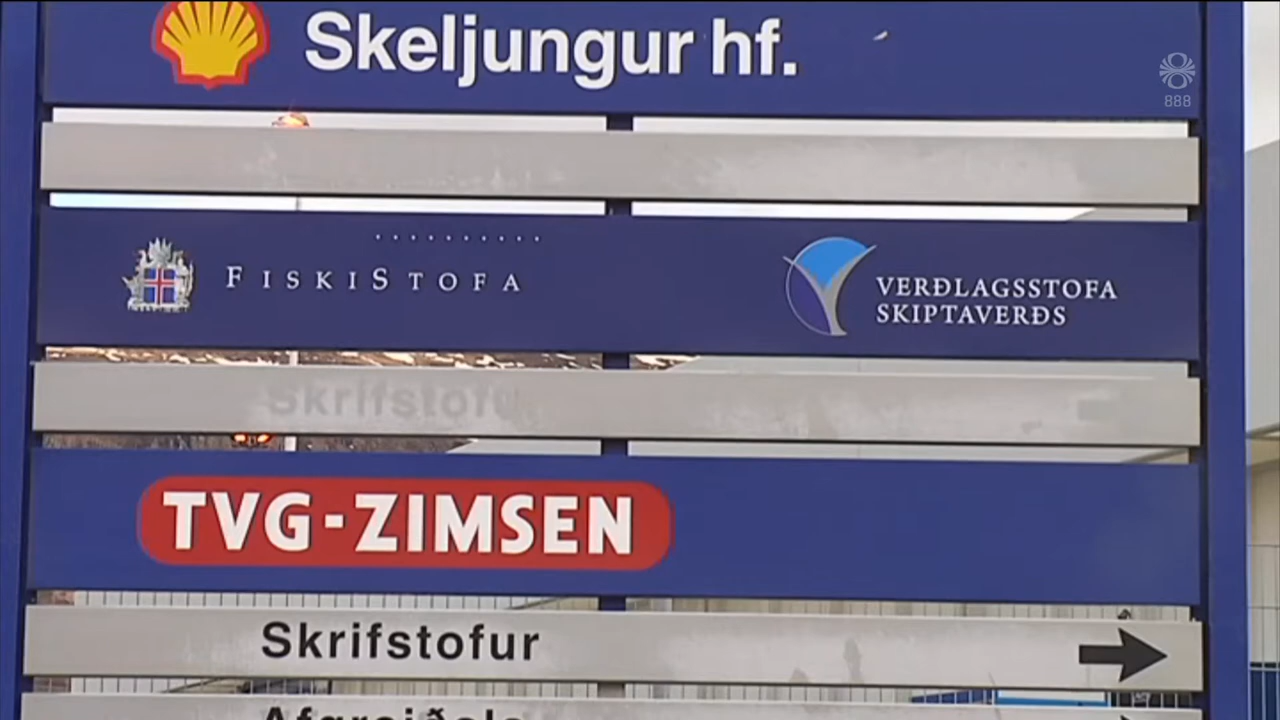 Skeljungur hf.
888
FISKISTOFA
VERÐLAGSSTOFA
SKIPTAVERÐS
Skrifstofu
TVG-ZIMSEN
Skrifstofur
Afgreiðsla